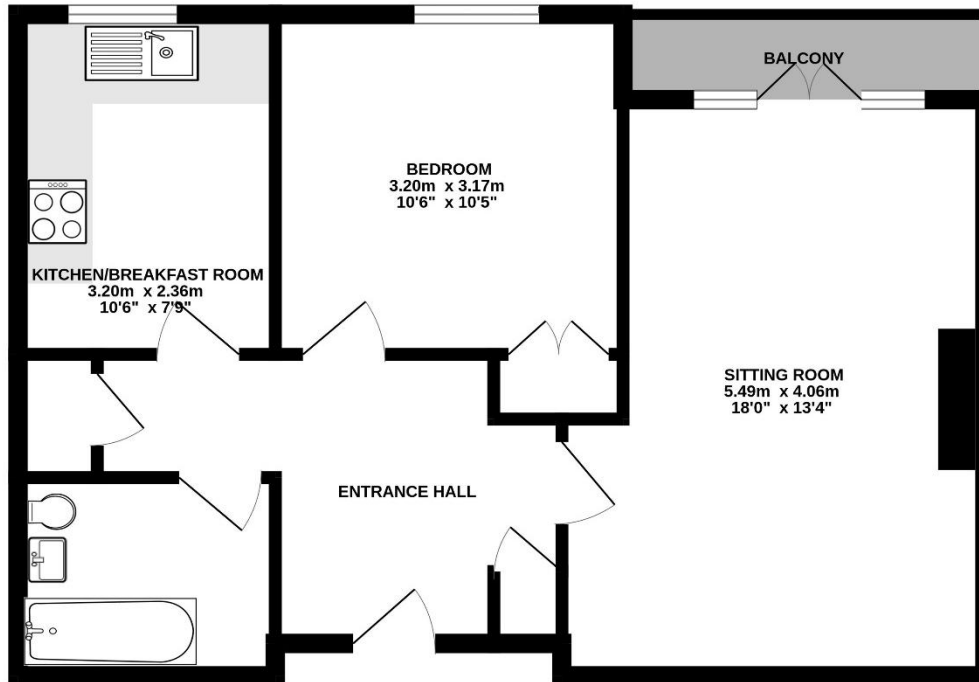 BALCONY
BEDROOM
3.20m x 3.17m
10'6" x 10'5"
KITCHEN/BREAKFAST ROOM
3.20m x 2.36m
10'6" x 7'9"
SITTING ROOM
5.49m x 4.06m
18'0" x 13'4"
ENTRANCE HALL